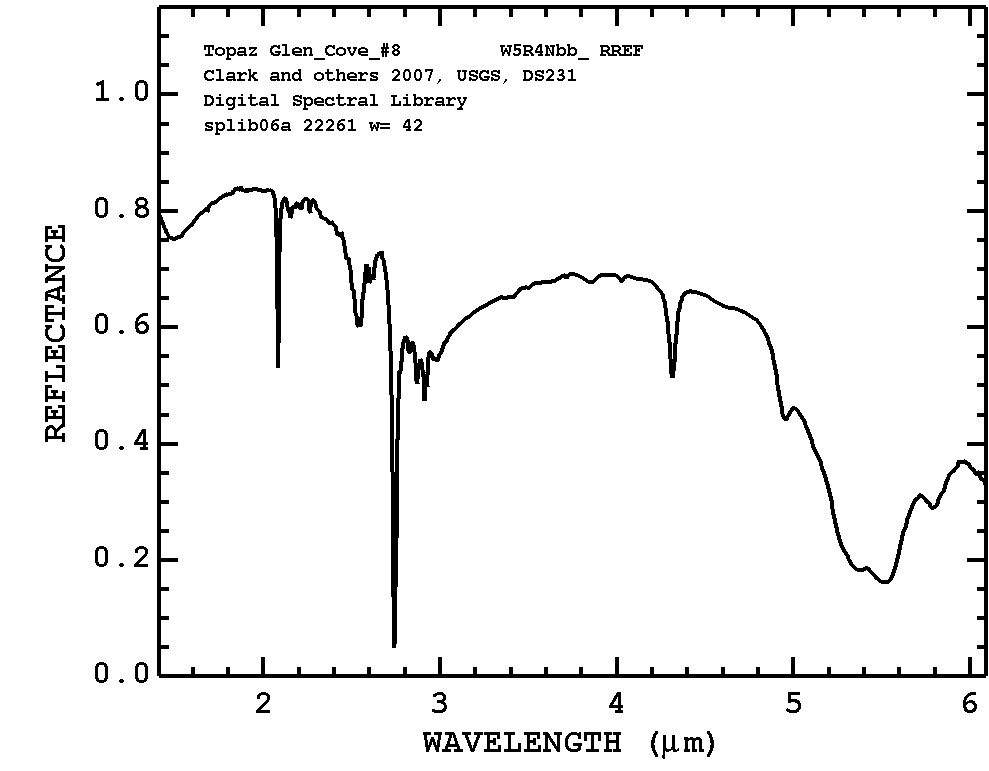 Topaz Glen_Cove_#8 W5R4Nbb_ RREF
Clark and others 2007, USGS, DS231
Digital Spectral Library
splib06a 22261 w= 42
1.0
0.8
0.6
0.4
0.2
0.0
REFLECTANCE
2 3 4 5 6
WAVELENGTH (μm)